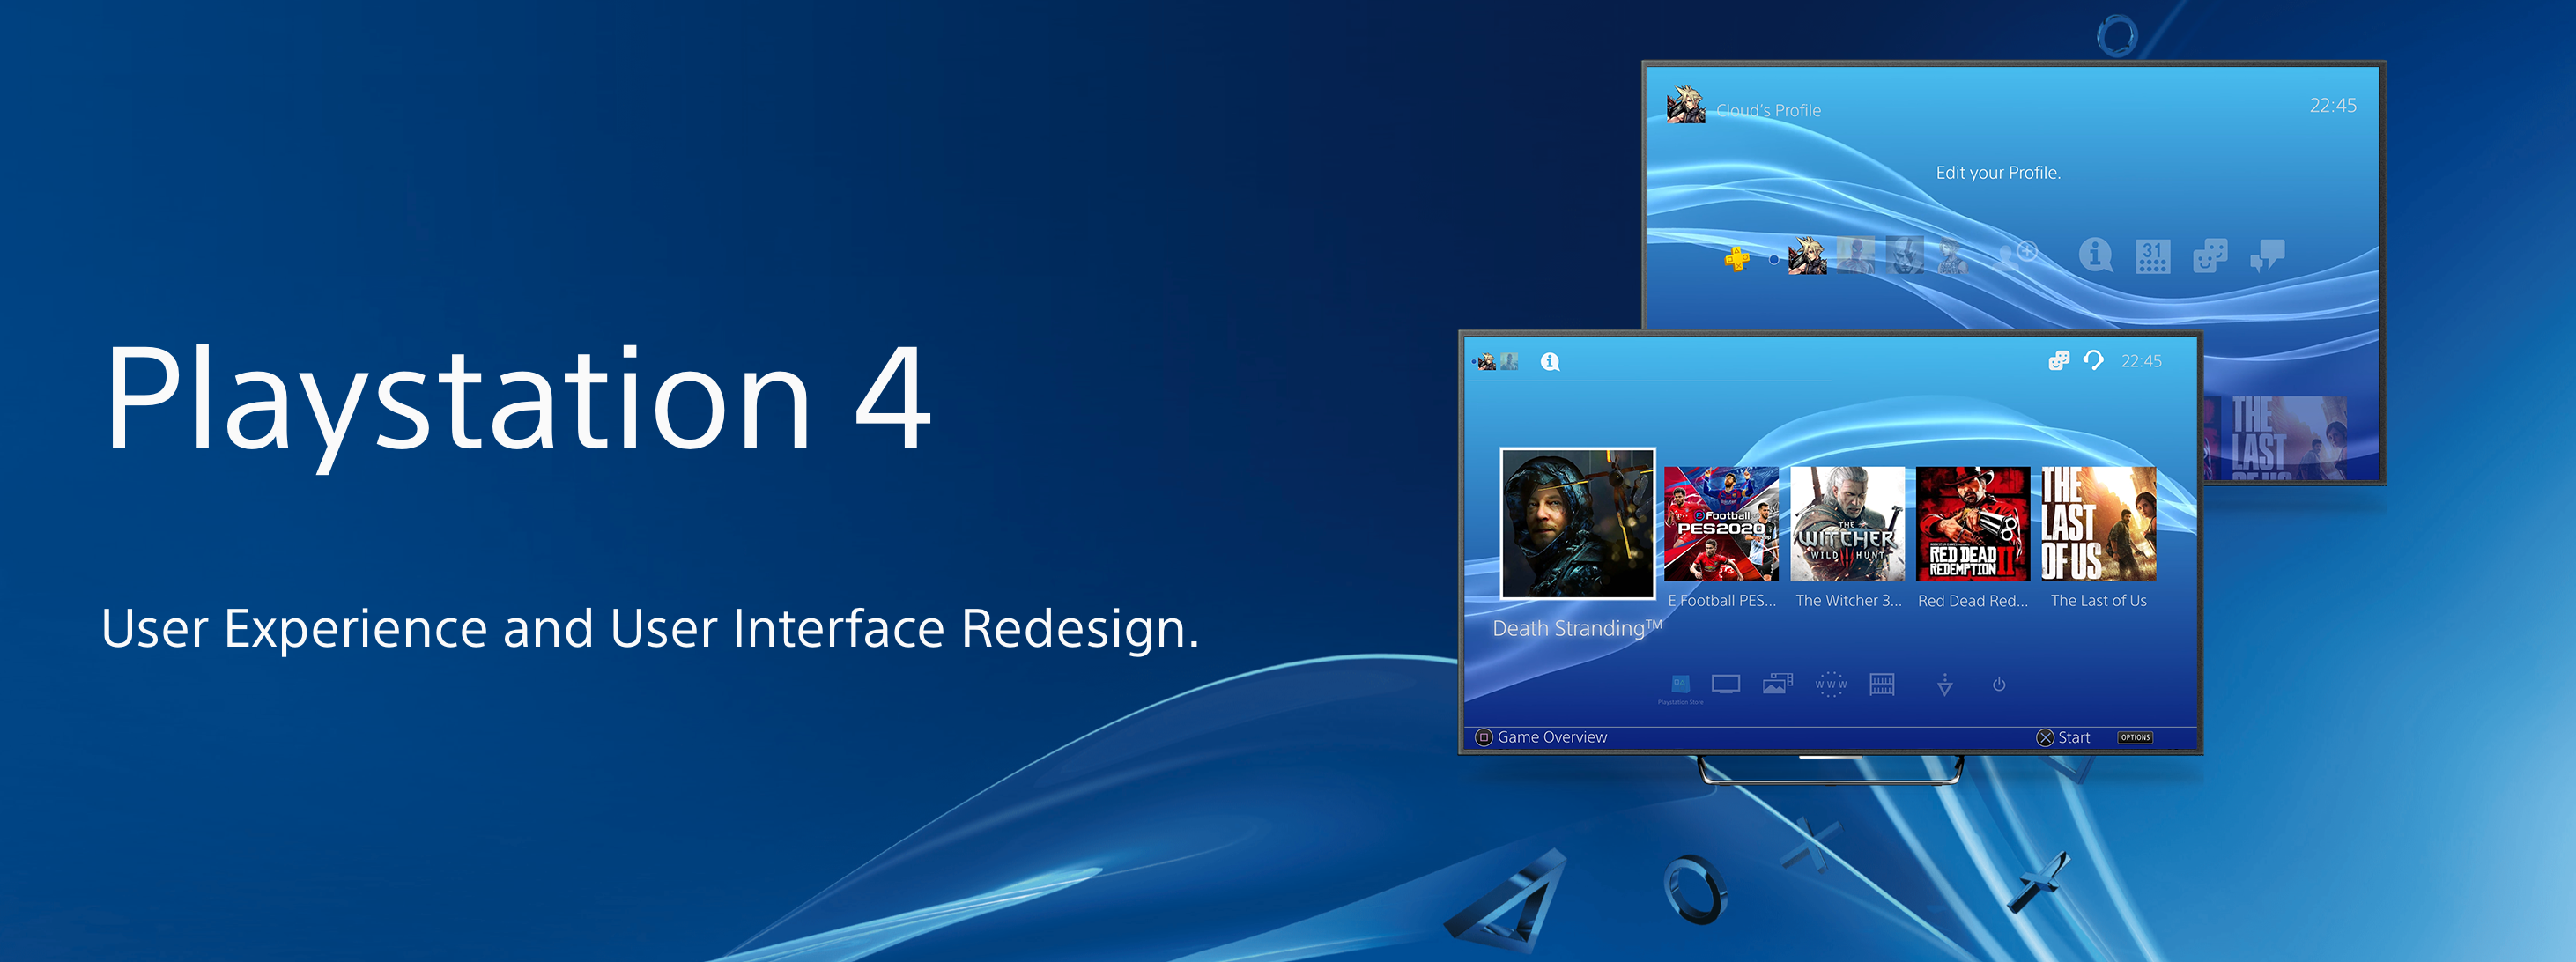 Playstation 4
User Experience and User Interface Redesign.
Cloud's Profile
22:45
Edit your Profile.
31
THE
LAST
OF US
22:45
eFootball
PES2020
THE
WITCHER
WILD HUNT
RED DEAD
REDEMPTION
II
THE
LAST
OF US
Death Stranding™
E Football PES...
The Witcher 3...
Red Dead Red...
The Last of Us
WWW
Playstation Store
Game Overview
Start
OPTIONS